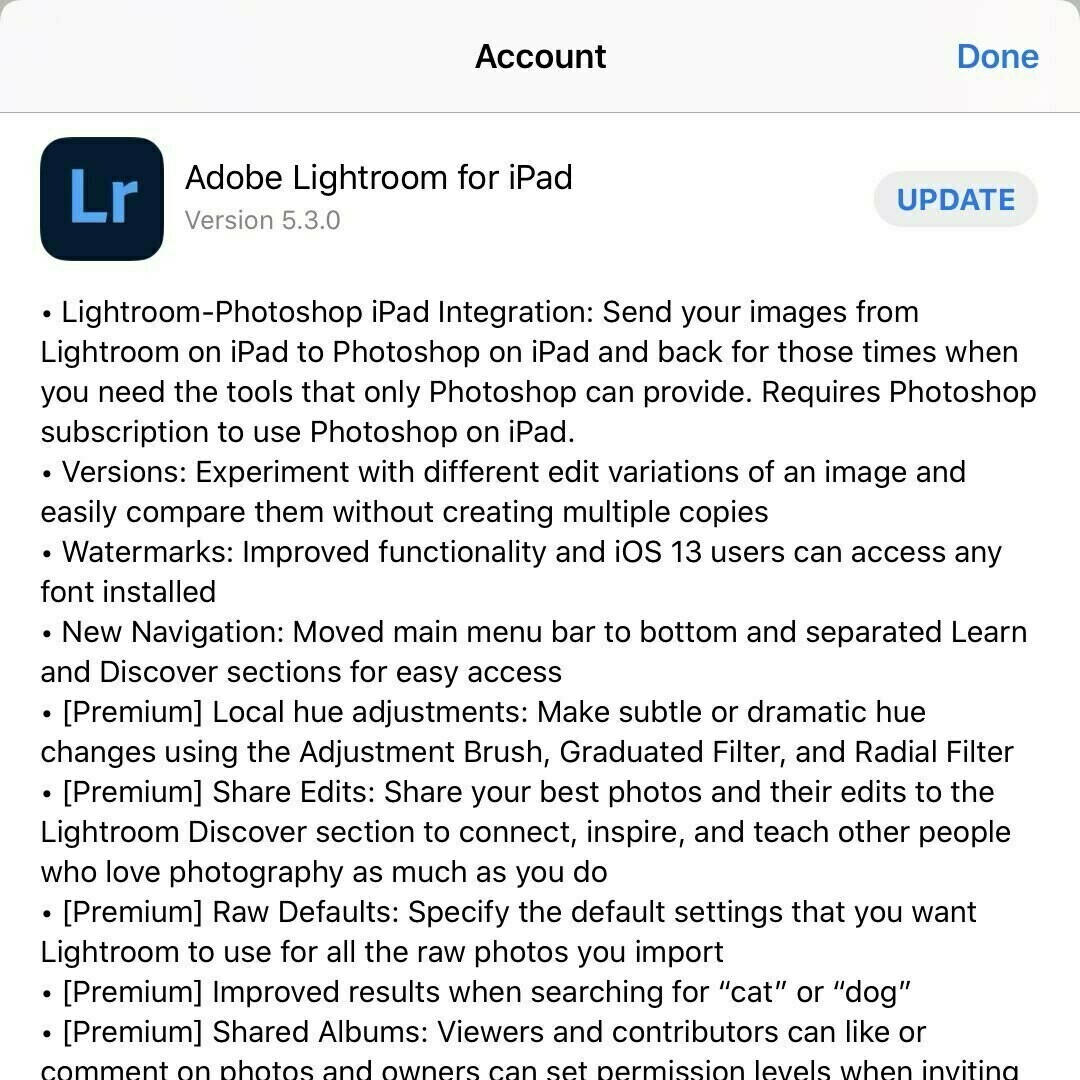 Account
Done
Lr
Adobe Lightroom for iPad
Version 5.3.0
UPDATE
• Lightroom-Photoshop iPad Integration: Send your images from
Lightroom on iPad to Photoshop on iPad and back for those times when
you need the tools that only Photoshop can provide. Requires Photoshop
subscription to use Photoshop on iPad.
• Versions: Experiment with different edit variations of an image and
easily compare them without creating multiple copies
• Watermarks: Improved functionality and iOS 13 users can access any
font installed
• New Navigation: Moved main menu bar to bottom and separated Learn
and Discover sections for easy access
• [Premium] Local hue adjustments: Make subtle or dramatic hue
changes using the Adjustment Brush, Graduated Filter, and Radial Filter
• [Premium] Share Edits: Share your best photos and their edits to the
Lightroom Discover section to connect, inspire, and teach other people
who love photography as much as you do
• [Premium] Raw Defaults: Specify the default settings that you want
Lightroom to use for all the raw photos you import
• [Premium] Improved results when searching for “cat” or “dog”
• [Premium] Shared Albums: Viewers and contributors can like or
comment on photos and owners can set permission levels when inviting